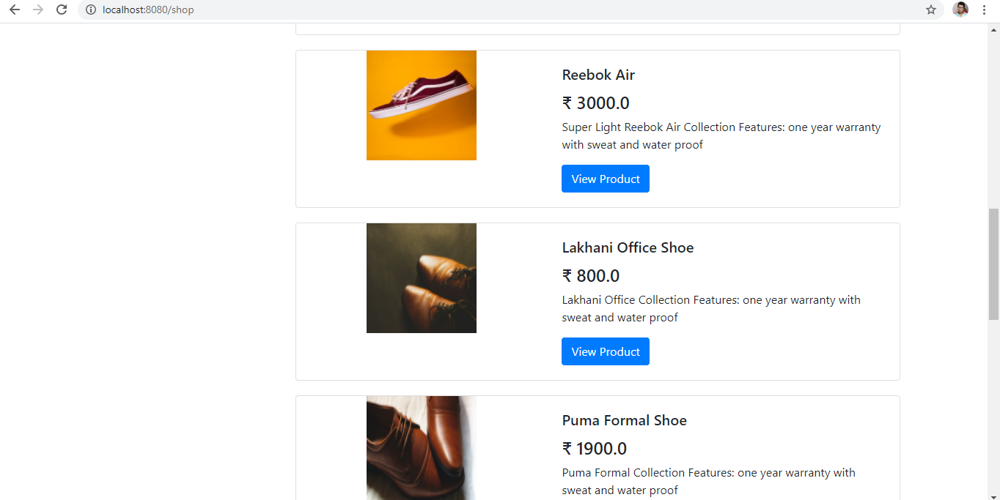 localhost:8080/shop
Reebok Air
₹ 3000.0
Super Light Reebok Air Collection Features: one year warranty
with sweat and water proof
View Product
Lakhani Office Shoe
₹ 800.0
Lakhani Office Collection Features: one year warranty with
sweat and water proof
View Product
Puma Formal Shoe
₹ 1900.0
Puma Formal Collection Features: one year warranty with
sweat and water proof